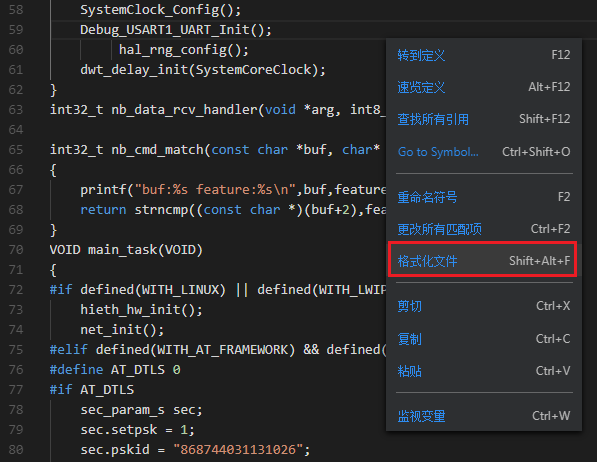 58 SystemClock_Config();
59 Debug_USART1_UART_Init();
60 hal_rng_config();
61 dwt_delay_init(SystemCoreClock);
62 }
63 int32_t nb_data_rcv_handler(void *arg, int8_
64
65 int32_t nb_cmd_match(const char *buf, char*
66 {
67 printf("buf:%s feature:%s\n",buf,feature
68 return strncmp((const char *)(buf+2),fea
69 }
70 VOID main_task(VOID)
71 {
72 #if defined(WITH_LINUX) || defined(WITH_LWIP
73 hieth_hw_init();
74 net_init();
75 #elif defined(WITH_AT_FRAMEWORK) && defined(
76 #define AT_DTLS 0
77 #if AT_DTLS
78 sec_param_s sec;
79 sec.setpsk = 1;
80 sec.pskid = "868744031131026";
转到定义 F12
速览定义 Alt+F12
查找所有引用 Shift+F12
Go to Symbol... Ctrl+Shift+O
重命名符号 F2
更改所有匹配项 Ctrl+F2
格式化文件 Shift+Alt+F
剪切 Ctrl+X
复制 Ctrl+C
粘贴 Ctrl+V
监视变量 Ctrl+W